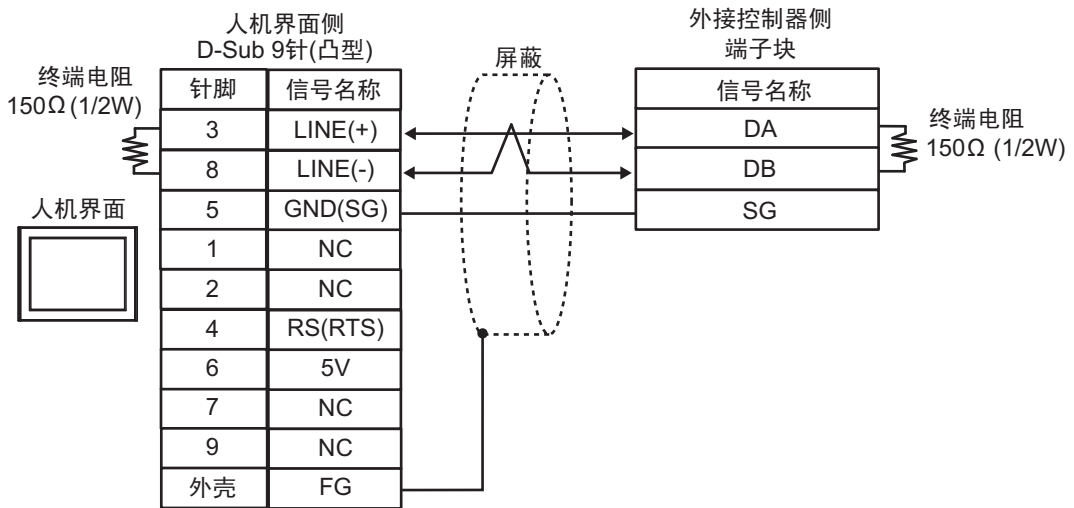 人机界面侧
D-Sub 9针(凸型)
外接控制器侧
端子块
屏蔽
终端电阻
150Ω(1/2W)
针脚 信号名称
信号名称
3 LINE(+)
DA
8 LINE(-)
DB
5 GND(SG)
SG
1 NC
2 NC
4 RS(RTS)
6 5V
7 NC
9 NC
外壳 FG
终端电阻
150Ω (1/2W)
人机界面